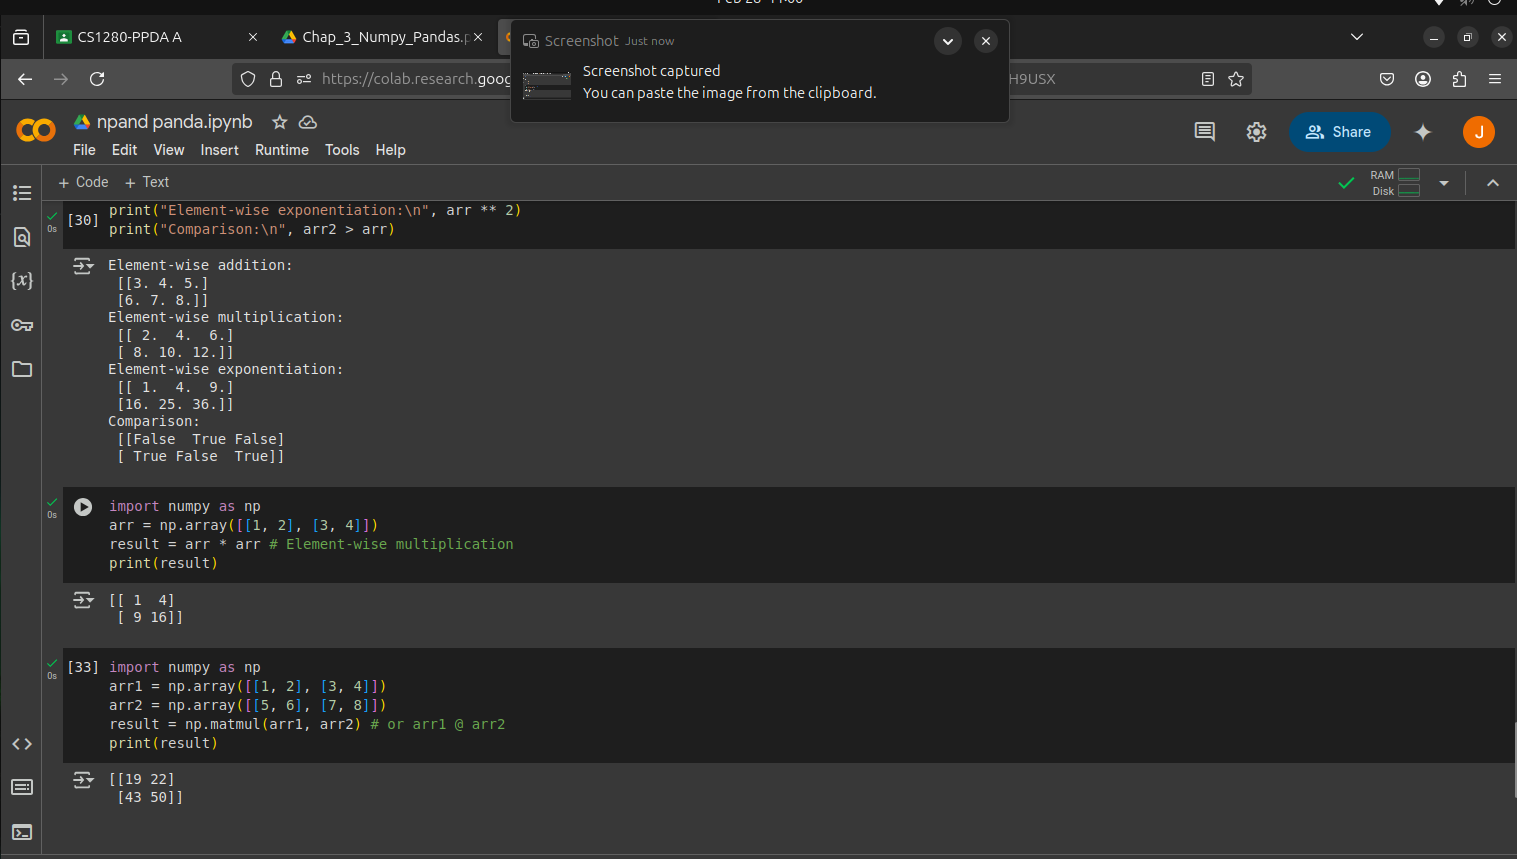 CS1280-PPDA A
Chap_3_Numpy_Pandas.p
Screenshot Just now
Screenshot captured
You can paste the image from the clipboard.
https://colab.research.goog
H9USX
npand panda.ipynb
File Edit View Insert Runtime Tools Help
Share
J
+ Code + Text
RAM
Disk
[30]
0s
print("Element-wise exponentiation:\n", arr ** 2)
print("Comparison:\n", arr2 > arr)
Element-wise addition:
[[3. 4. 5.]
[6. 7. 8.]]
Element-wise multiplication:
[[ 2.  4.  6.]
[ 8. 10. 12.]]
Element-wise exponentiation:
[[ 1.  4.  9.]
[16. 25. 36.]]
Comparison:
[[False  True False]
[ True False  True]]
0s
import numpy as np
arr = np.array([[1, 2], [3, 4]])
result = arr * arr # Element-wise multiplication
print(result)
[[ 1  4]
[ 9 16]]
0s
[33] import numpy as np
arr1 = np.array([[1, 2], [3, 4]])
arr2 = np.array([[5, 6], [7, 8]])
result = np.matmul(arr1, arr2) # or arr1 @ arr2
print(result)
[[19 22]
[43 50]]